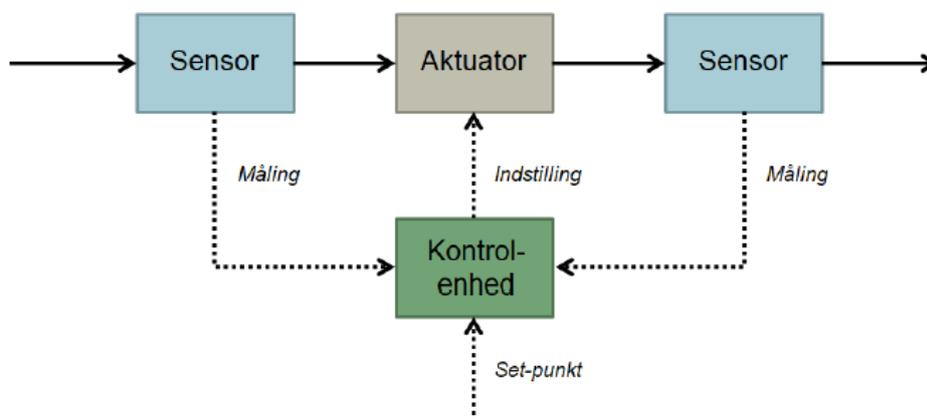 Sensor
Aktuator
Sensor
Måling
Indstilling
Måling
Kontrol-
enhed
Set-punkt